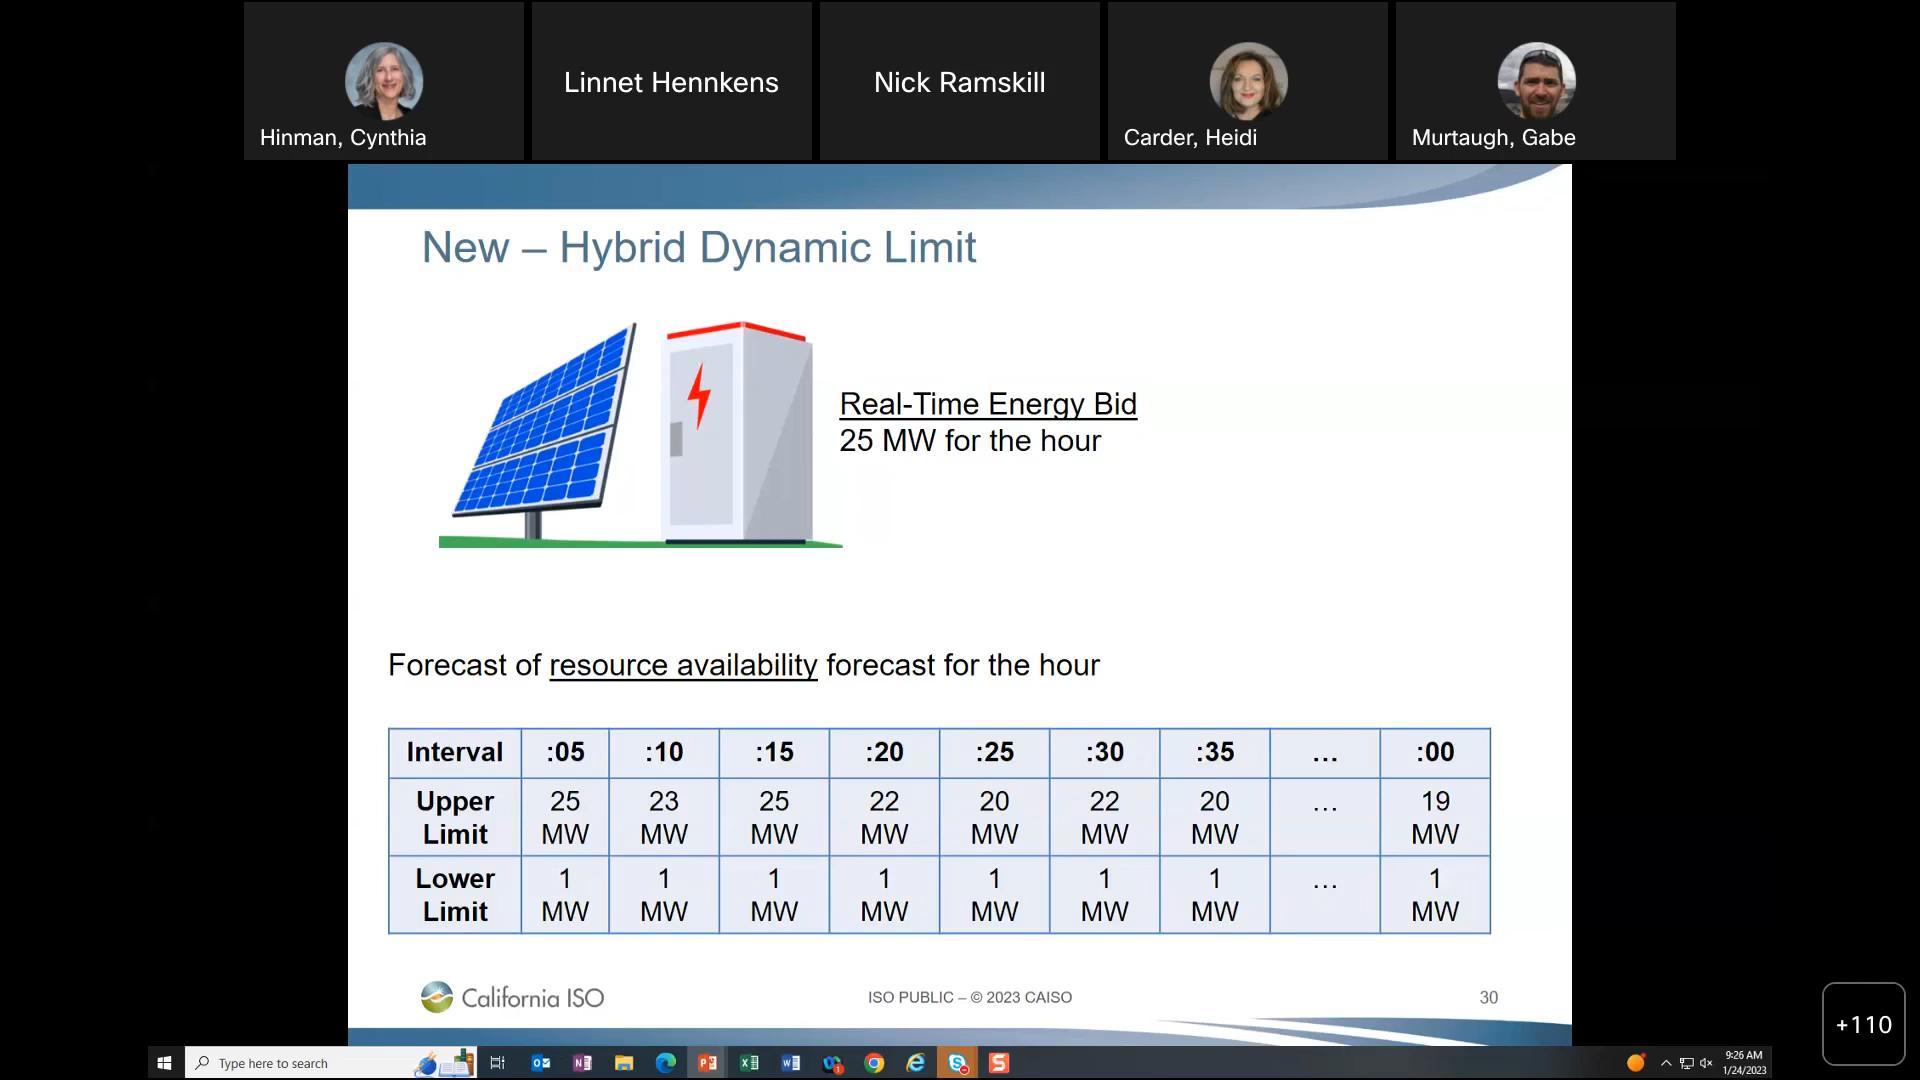 Hinman, Cynthia
Linnet Hennkens
Nick Ramskill
Carder, Heidi
Murtaugh, Gabe
New – Hybrid Dynamic Limit
Real-Time Energy Bid
25 MW for the hour
Forecast of resource availability forecast for the hour
Interval :05 :10 :15 :20 :25 :30 :35 … :00
Upper Limit 25 MW 23 MW 25 MW 22 MW 20 MW 22 MW 20 MW … 19 MW
Lower Limit 1 MW 1 MW 1 MW 1 MW 1 MW 1 MW 1 MW … 1 MW
California ISO
ISO PUBLIC – © 2023 CAISO
30
+110
Type here to search
9:26 AM
1/24/2023